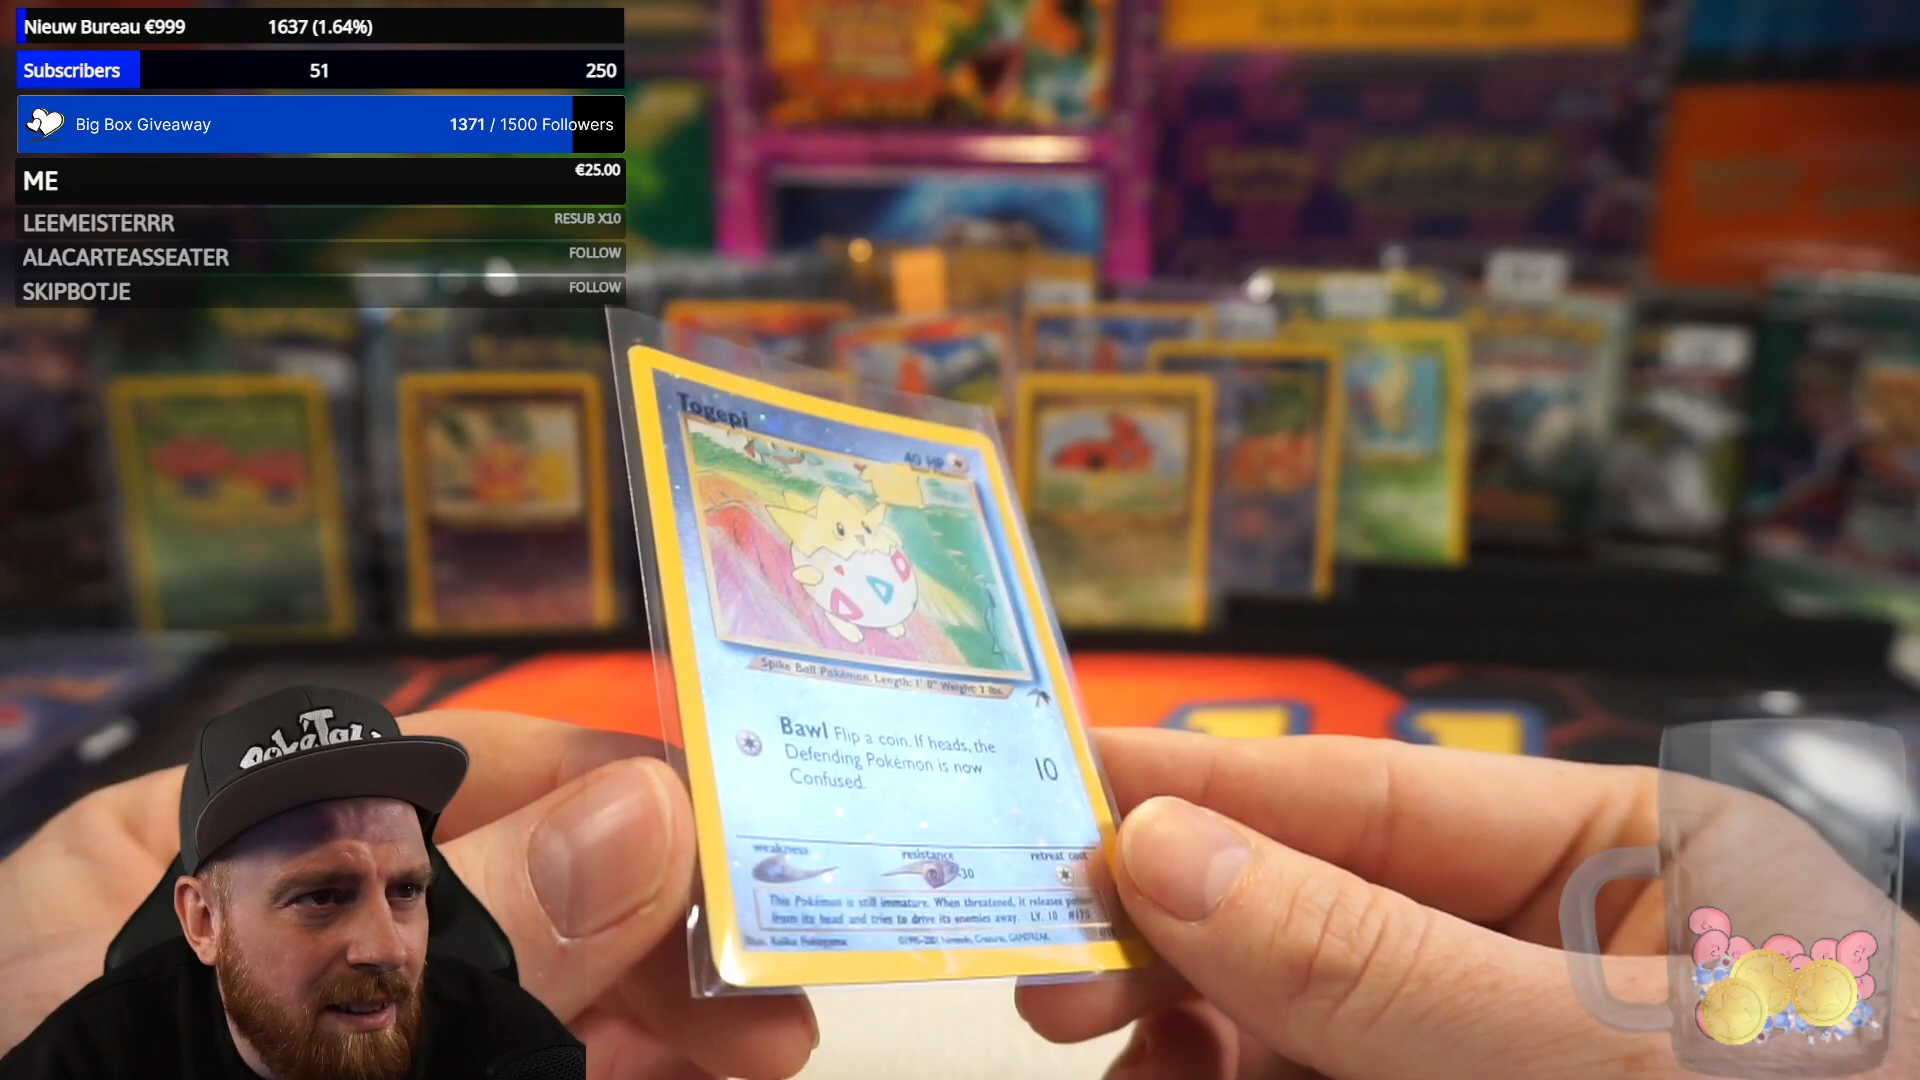 Nieuw Bureau €999 1637 (1.64%)
Subscribers 51 250
Big Box Giveaway 1371 / 1500 Followers
ME €25.00
LEEMEISTERRR RESUB X10
ALACARTEASSEATER FOLLOW
SKIPBOTJE FOLLOW
Togepi
40 HP
Spike Ball Pokémon. Length: 1' 0" Weight: 3 lbs.
Bawl Flip a coin. If heads, the
Defending Pokémon is now
Confused.
10
weakness resistance retreat cost
-30
This Pokémon is still immature. When threatened, it releases
from its head and tries to drive its enemies away. LV. 10 #175